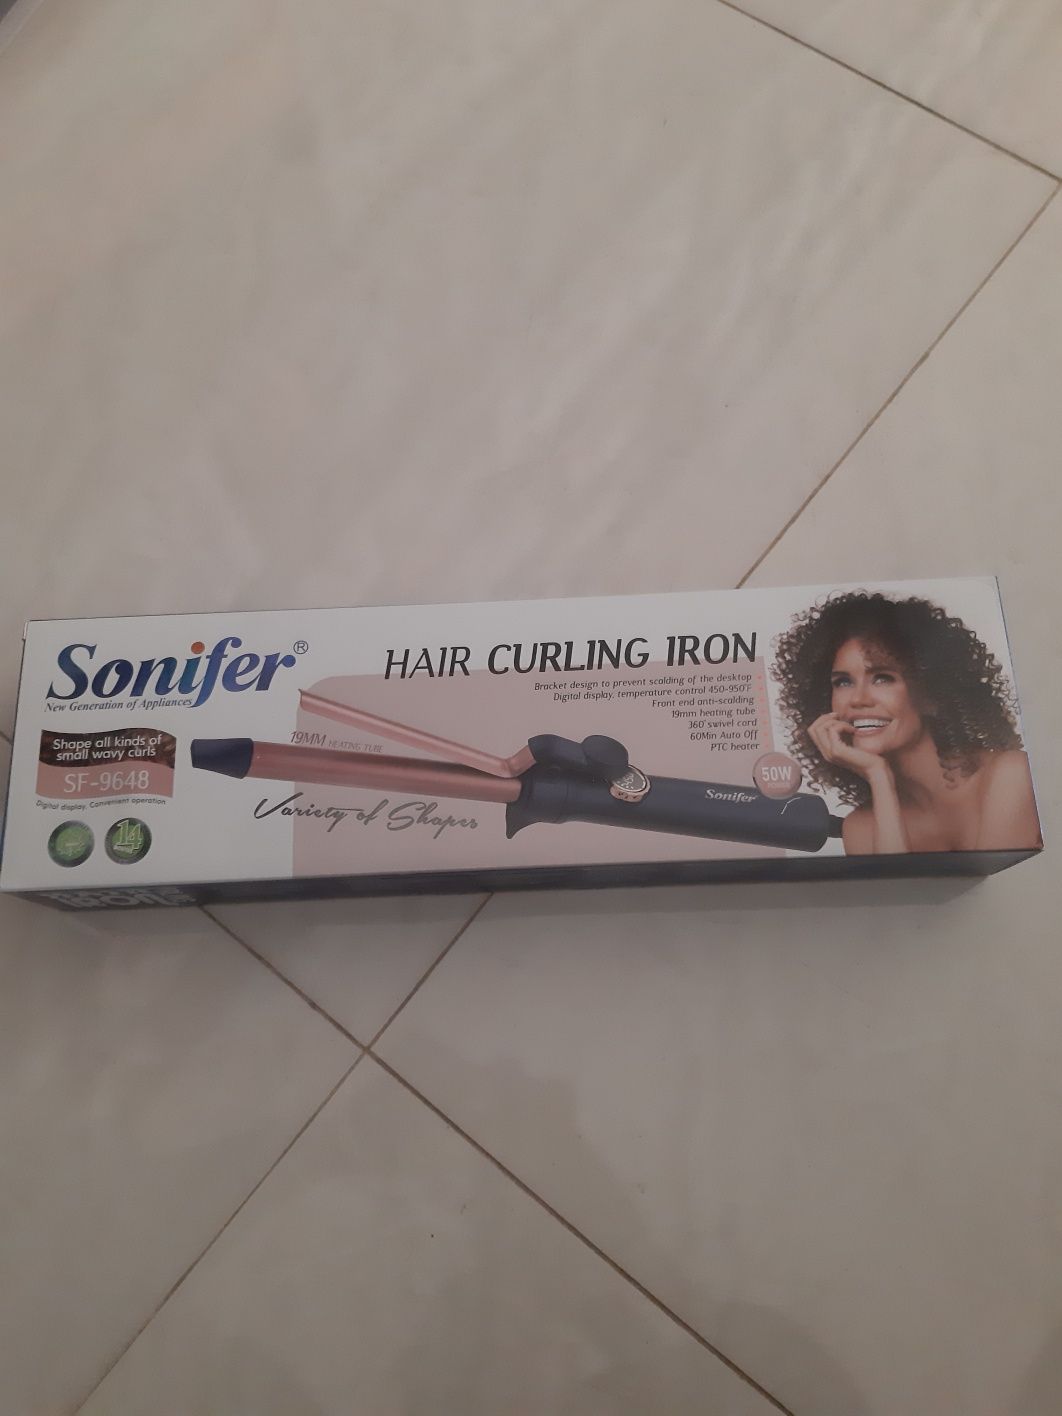 Sonifer®
New Generation of Appliances
Shape all kinds of
small wavy curls
SF-9648
Digital display, Convenient operation
14
HAIR CURLING IRON
Bracket design to prevent scalding of the desktop
Digital display, temperature control 450-950°F
Front end anti-scalding
19mm heating tube
360° swivel cord
60Min Auto Off
PTC heater
19MM HEATING TUBE
Variety of Shapes
50W
Sonifer